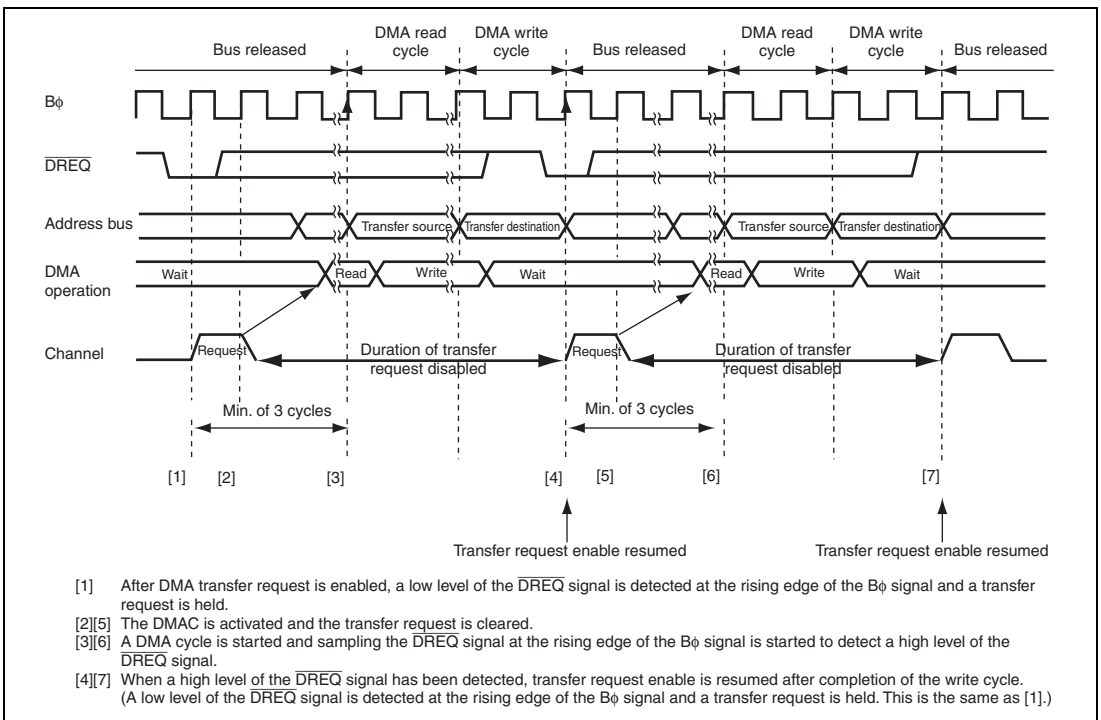 DMA read cycle
DMA write cycle
DMA read cycle
DMA write cycle
Bus released
Bus released
Bus released
Bφ
DREQ
Address bus
Transfer source
Transfer destination
Transfer source
Transfer destination
DMA operation
Wait
Read
Write
Wait
Read
Write
Wait
Channel
Request
Duration of transfer request disabled
Request
Duration of transfer request disabled
Min. of 3 cycles
Min. of 3 cycles
[1] [2] [3] [4] [5] [6] [7]
Transfer request enable resumed
Transfer request enable resumed
[1] After DMA transfer request is enabled, a low level of the DREQ signal is detected at the rising edge of the Bφ signal and a transfer
request is held.
[2][5] The DMAC is activated and the transfer request is cleared.
[3][6] A DMA cycle is started and sampling the DREQ signal at the rising edge of the Bφ signal is started to detect a high level of the
DREQ signal.
[4][7] When a high level of the DREQ signal has been detected, transfer request enable is resumed after completion of the write cycle.
(A low level of the DREQ signal is detected at the rising edge of the Bφ signal and a transfer request is held. This is the same as [1].)